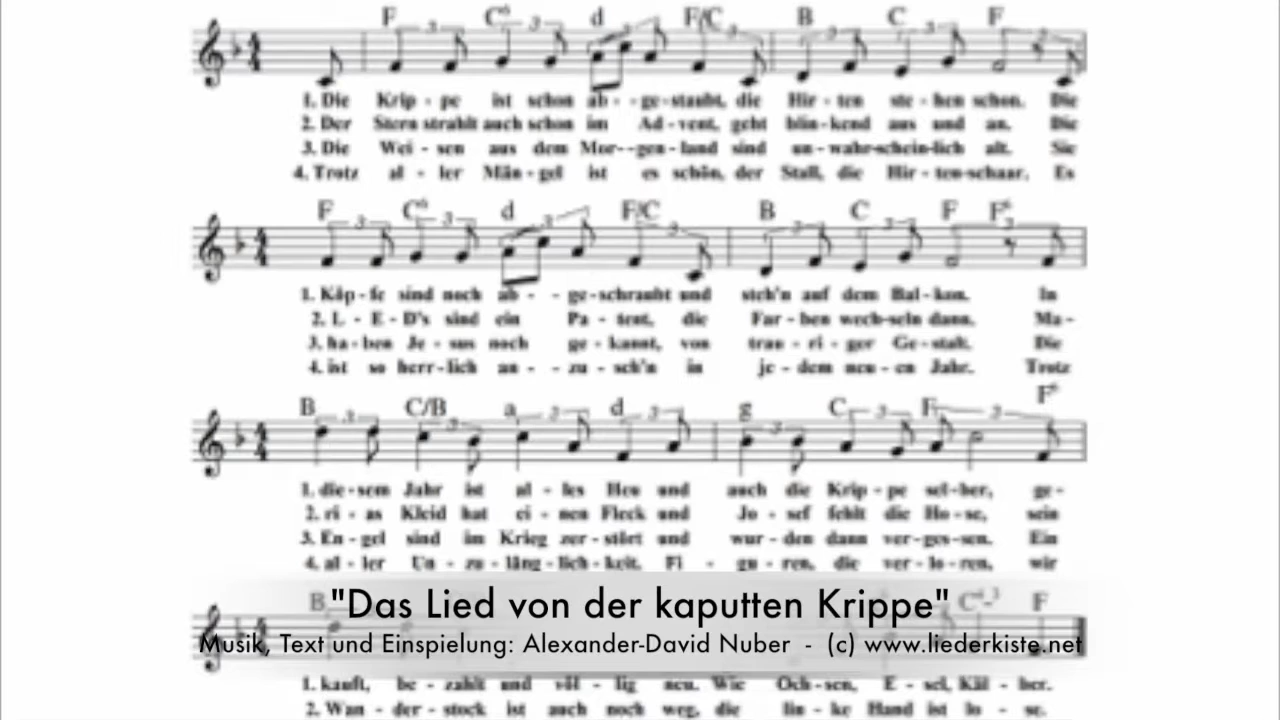 F C⁶ d F/C B C F
1. Die Krip - pe ist schon ab - - ge-staubt, die Hir - ten ste - hen schon. Die
2. Der Stern strahlt auch schon im Ad - vent, geht blin-kend aus und an. Die
3. Die Wei - sen aus dem Mor--gen-land sind un-wahr-schein-lich alt. Sie
4. Trotz al - ler Män-gel ist es schön, der Stall, die Hir-ten-schaar. Es
F C⁶ d F/C B C F F⁶
1. Köp-fe sind noch ab - - ge-schraubt und steh'n auf dem Bal-kon. In
2. L - E-D's sind ein Pa - tent, die Far-ben wech-seln dann. Ma-
3. ha-ben Je-sus noch ge-kannt, von trau-ri-ger Ge-stalt. Die
4. ist so herr-lich an - - zu-seh'n in je-dem neu-en Jahr. Trotz
B C/B a d g C F F⁶
1. die-sem Jahr ist al-les Heu und auch die Krip-pe sel-ber, ge-
2. ri-as Kleid hat ei-nen Fleck und Jo-sef fehlt die Ho-se, sein
3. En-gel sind im Krieg zer-stört und wur-den dann ver-ges-sen. Ein
4. al-ler Un-zu-läng-lich-keit. Fi - gu-ren, die ver-lo-ren, wir
B C⁴⁻³ F
"Das Lied von der kaputten Krippe"
Musik, Text und Einspielung: Alexander-David Nuber - (c) www.liederkiste.net
1. kauft, be - zahlt und völ - lig neu. Wie Och-sen, E-sel, Käl-ber.
2. Wan-der-stock ist auch noch weg, die lin-ke Hand ist lo-se.